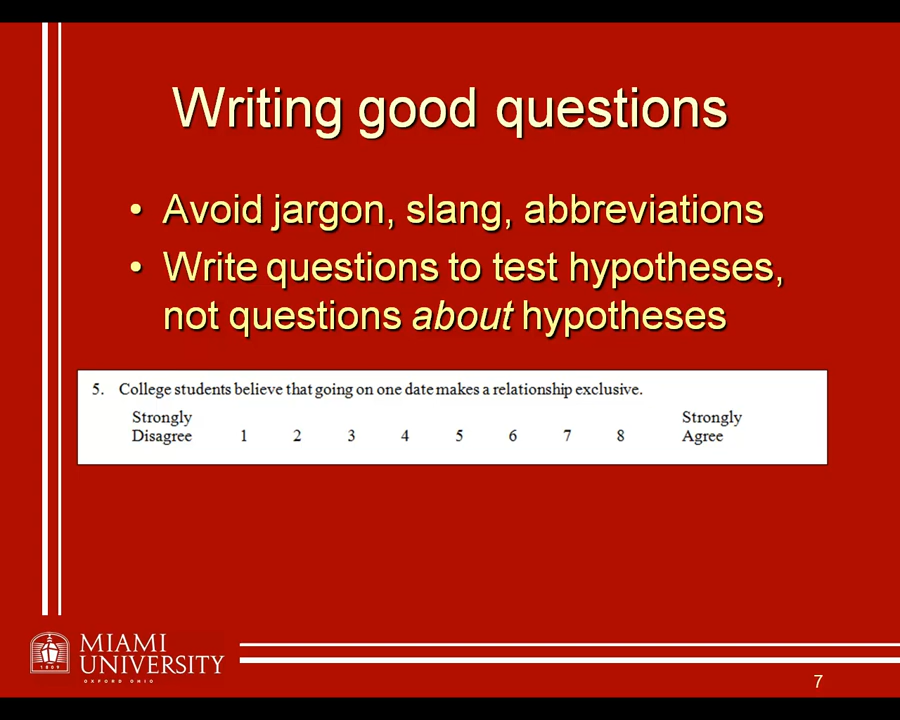 Writing good questions
• Avoid jargon, slang, abbreviations
• Write questions to test hypotheses,
not questions about hypotheses
5. College students believe that going on one date makes a relationship exclusive.
Strongly Strongly
Disagree 1 2 3 4 5 6 7 8 Agree
MIAMI
UNIVERSITY
OXFORD OHIO
1809
7